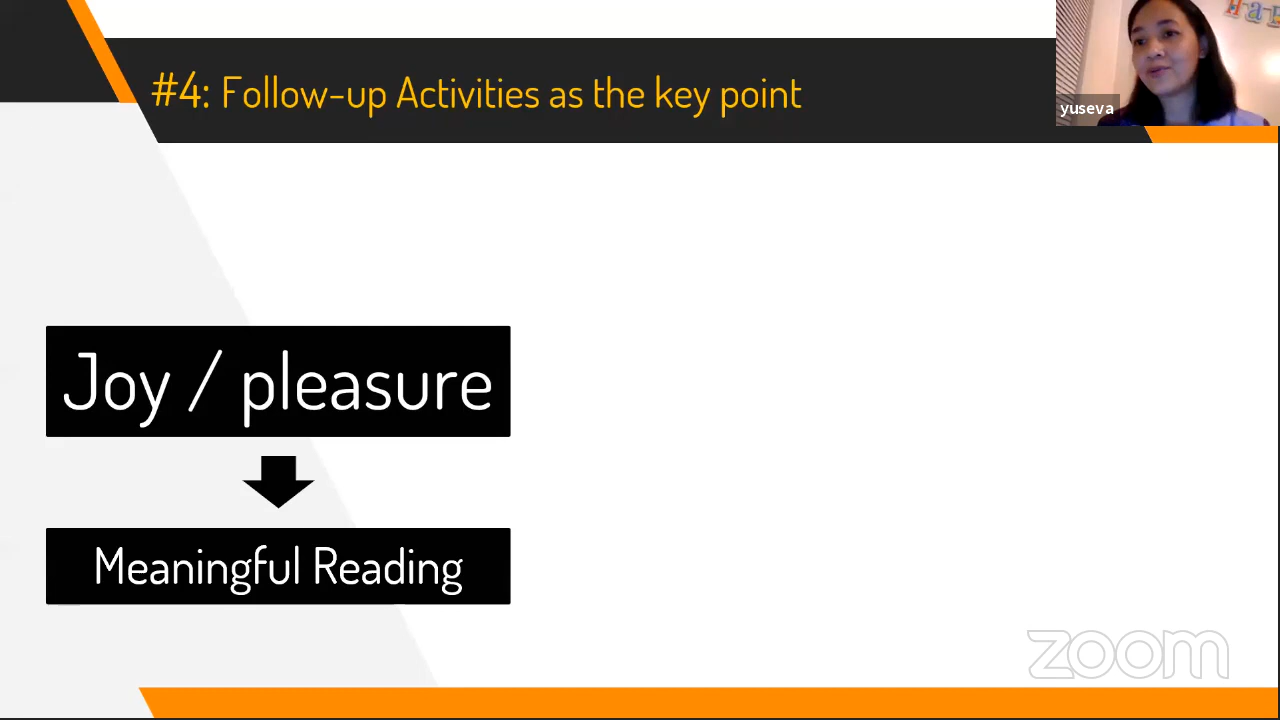 #4: Follow-up Activities as the key point
yuseva
Joy / pleasure
Meaningful Reading
zoom